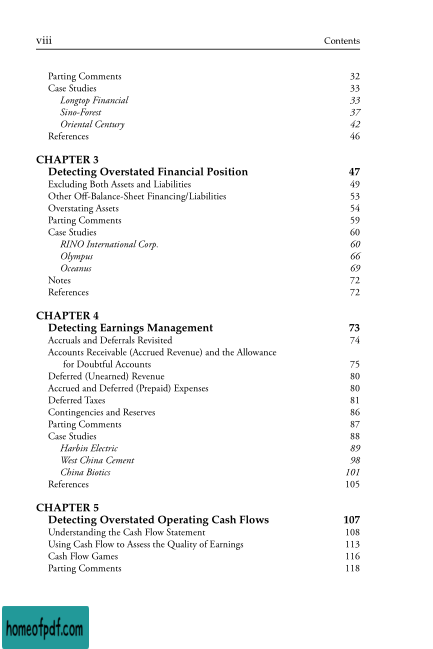 viii Contents
Parting Comments 32
Case Studies 33
Longtop Financial 33
Sino-Forest 37
Oriental Century 42
References 46
CHAPTER 3
Detecting Overstated Financial Position 47
Excluding Both Assets and Liabilities 49
Other Off-Balance-Sheet Financing/Liabilities 53
Overstating Assets 54
Parting Comments 59
Case Studies 60
RINO International Corp. 60
Olympus 66
Oceanus 69
Notes 72
References 72
CHAPTER 4
Detecting Earnings Management 73
Accruals and Deferrals Revisited 74
Accounts Receivable (Accrued Revenue) and the Allowance
for Doubtful Accounts 75
Deferred (Unearned) Revenue 80
Accrued and Deferred (Prepaid) Expenses 80
Deferred Taxes 81
Contingencies and Reserves 86
Parting Comments 87
Case Studies 88
Harbin Electric 89
West China Cement 98
China Biotics 101
References 105
CHAPTER 5
Detecting Overstated Operating Cash Flows 107
Understanding the Cash Flow Statement 108
Using Cash Flow to Assess the Quality of Earnings 113
Cash Flow Games 116
Parting Comments 118
homeofpdf.com